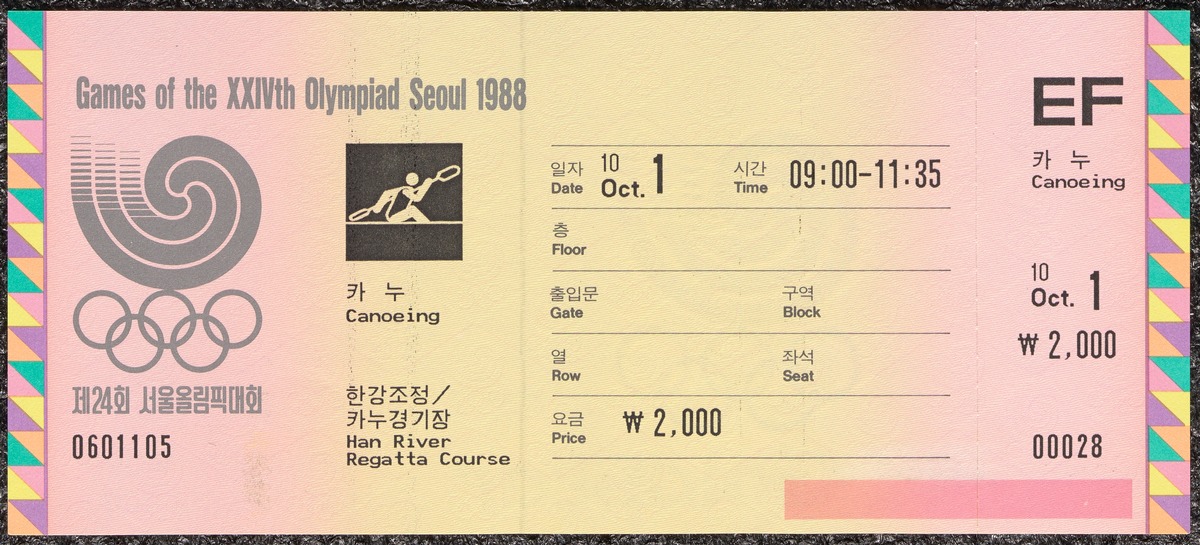 Games of the XXIVth Olympiad Seoul 1988
제24회 서울올림픽대회
0601105
카 누
Canoeing
한강조정/
카누경기장
Han River
Regatta Course
일자 10
Date Oct. 1
시간
Time 09:00-11:35
층
Floor
출입문
Gate
구역
Block
열
Row
좌석
Seat
요금
Price ₩ 2,000
EF
카 누
Canoeing
10
Oct. 1
₩ 2,000
00028